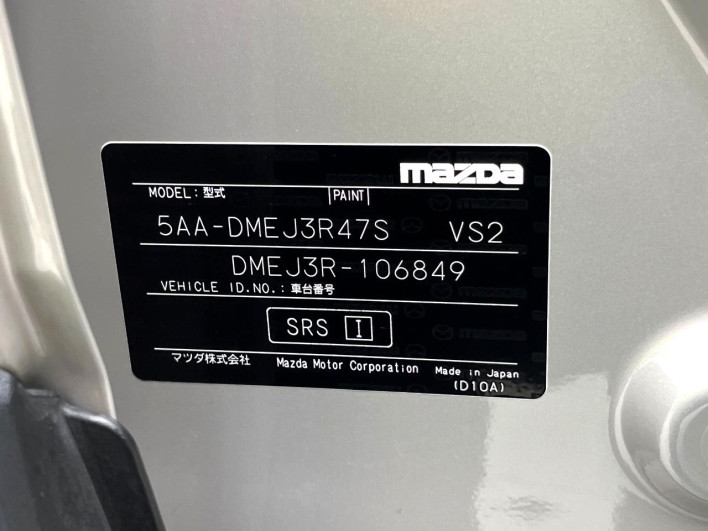 mazda
MODEL：型式 PAINT
5AA-DMEJ3R47S VS2
DMEJ3R-106849
VEHICLE ID.NO.：車台番号
SRS I
マツダ株式会社 Mazda Motor Corporation Made in Japan
(D10A)